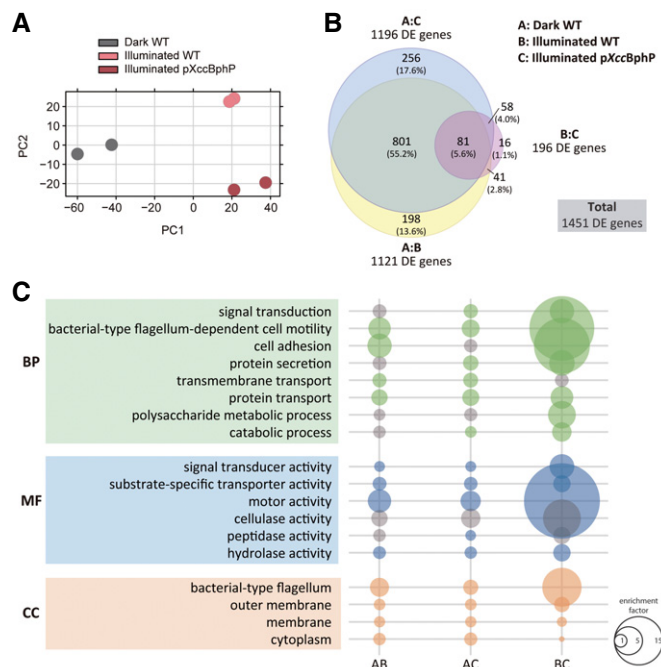 A
Dark WT
Illuminated WT
Illuminated pXccBphP
20
10
0
−10
−20
PC2
−60
−40
−20
0
20
40
PC1
B
A:C
1196 DE genes
A: Dark WT
B: Illuminated WT
C: Illuminated pXccBphP
256
(17.6%)
58
(4.0%)
801
(55.2%)
81
(5.6%)
16
(1.1%)
B:C
196 DE genes
41
(2.8%)
198
(13.6%)
A:B
1121 DE genes
Total
1451 DE genes
C
BP
signal transduction
bacterial-type flagellum-dependent cell motility
cell adhesion
protein secretion
transmembrane transport
protein transport
polysaccharide metabolic process
catabolic process
MF
signal transducer activity
substrate-specific transporter activity
motor activity
cellulase activity
peptidase activity
hydrolase activity
CC
bacterial-type flagellum
outer membrane
membrane
cytoplasm
AB
AC
BC
enrichment
factor
1
5
15